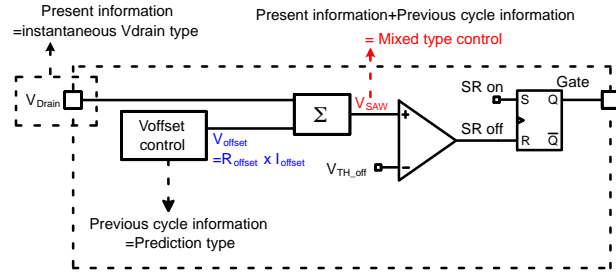 Present information
=instantaneous Vdrain type
Present information+Previous cycle information
= Mixed type control
VDrain
Voffset
control
Σ
VSAW
Voffset
=Roffset x Ioffset
VTH_off
+
−
SR on
SR off
Gate
S Q
R Q̅
Previous cycle information
=Prediction type